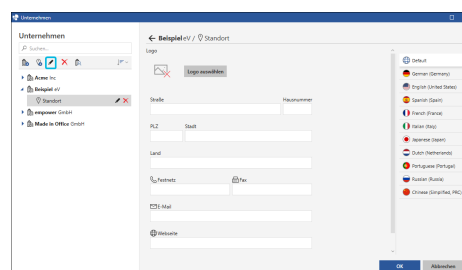 Unternehmen
Unternehmen
Suchen...
Acme Inc
Beispiel eV
Standort
empower GmbH
Made in Office GmbH
Beispiel eV / Standort
Logo
Logo auswählen
Straße Hausnummer
PLZ Stadt
Land
Festnetz Fax
E-Mail
Webseite
Default
German (Germany)
English (United States)
Spanish (Spain)
French (France)
Italian (Italy)
Japanese (Japan)
Dutch (Netherlands)
Portuguese (Portugal)
Russian (Russia)
Chinese (Simplified, PRC)
OK Abbrechen